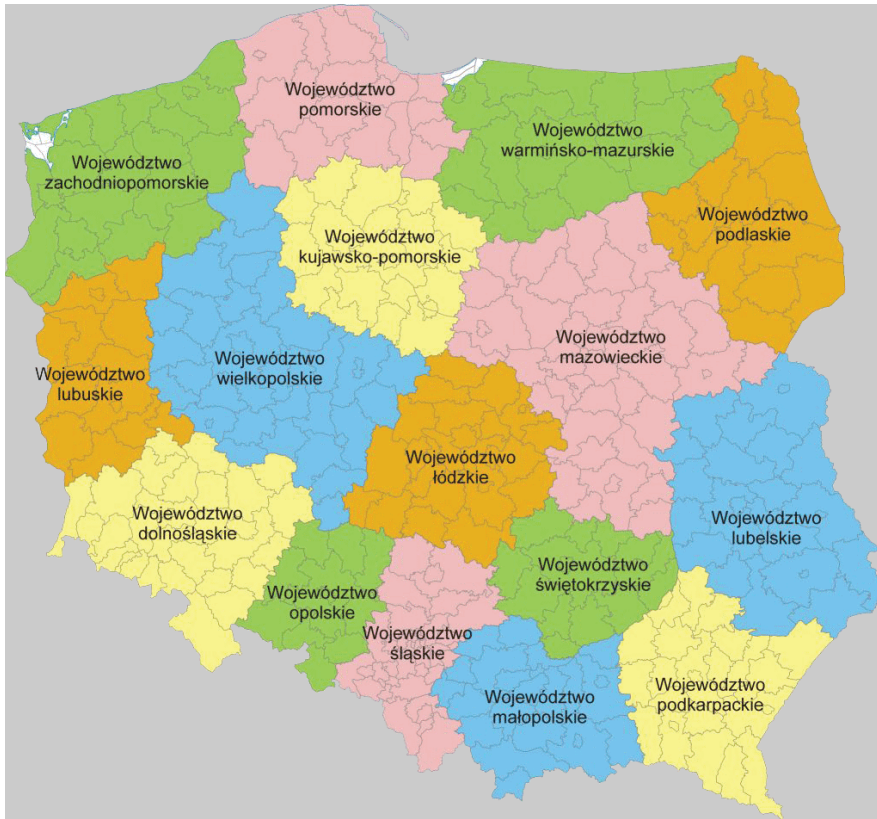 Województwo
pomorskie
Województwo
warmińsko-mazurskie
Województwo
zachodniopomorskie
Województwo
podlaskie
Województwo
kujawsko-pomorskie
Województwo
mazowieckie
Województwo
wielkopolskie
Województwo
lubuskie
Województwo
łódzkie
Województwo
dolnośląskie
Województwo
lubelskie
Województwo
świętokrzyskie
Województwo
opolskie
Województwo
śląskie
Województwo
podkarpackie
Województwo
małopolskie